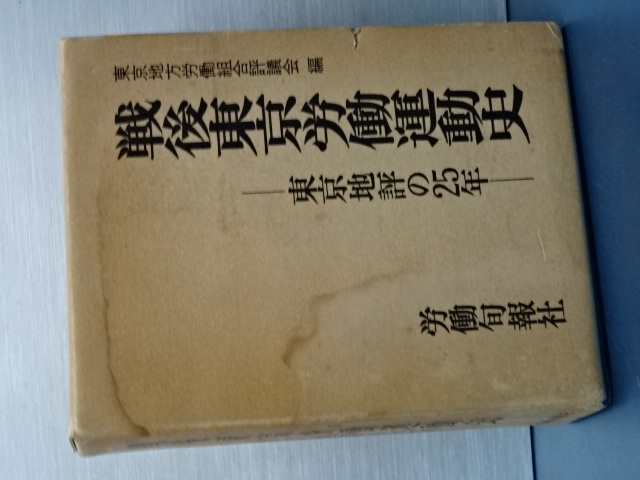 東京地方労働組合評議会 編
戦後東京労働運動史
―東京地評の25年―
労働旬報社